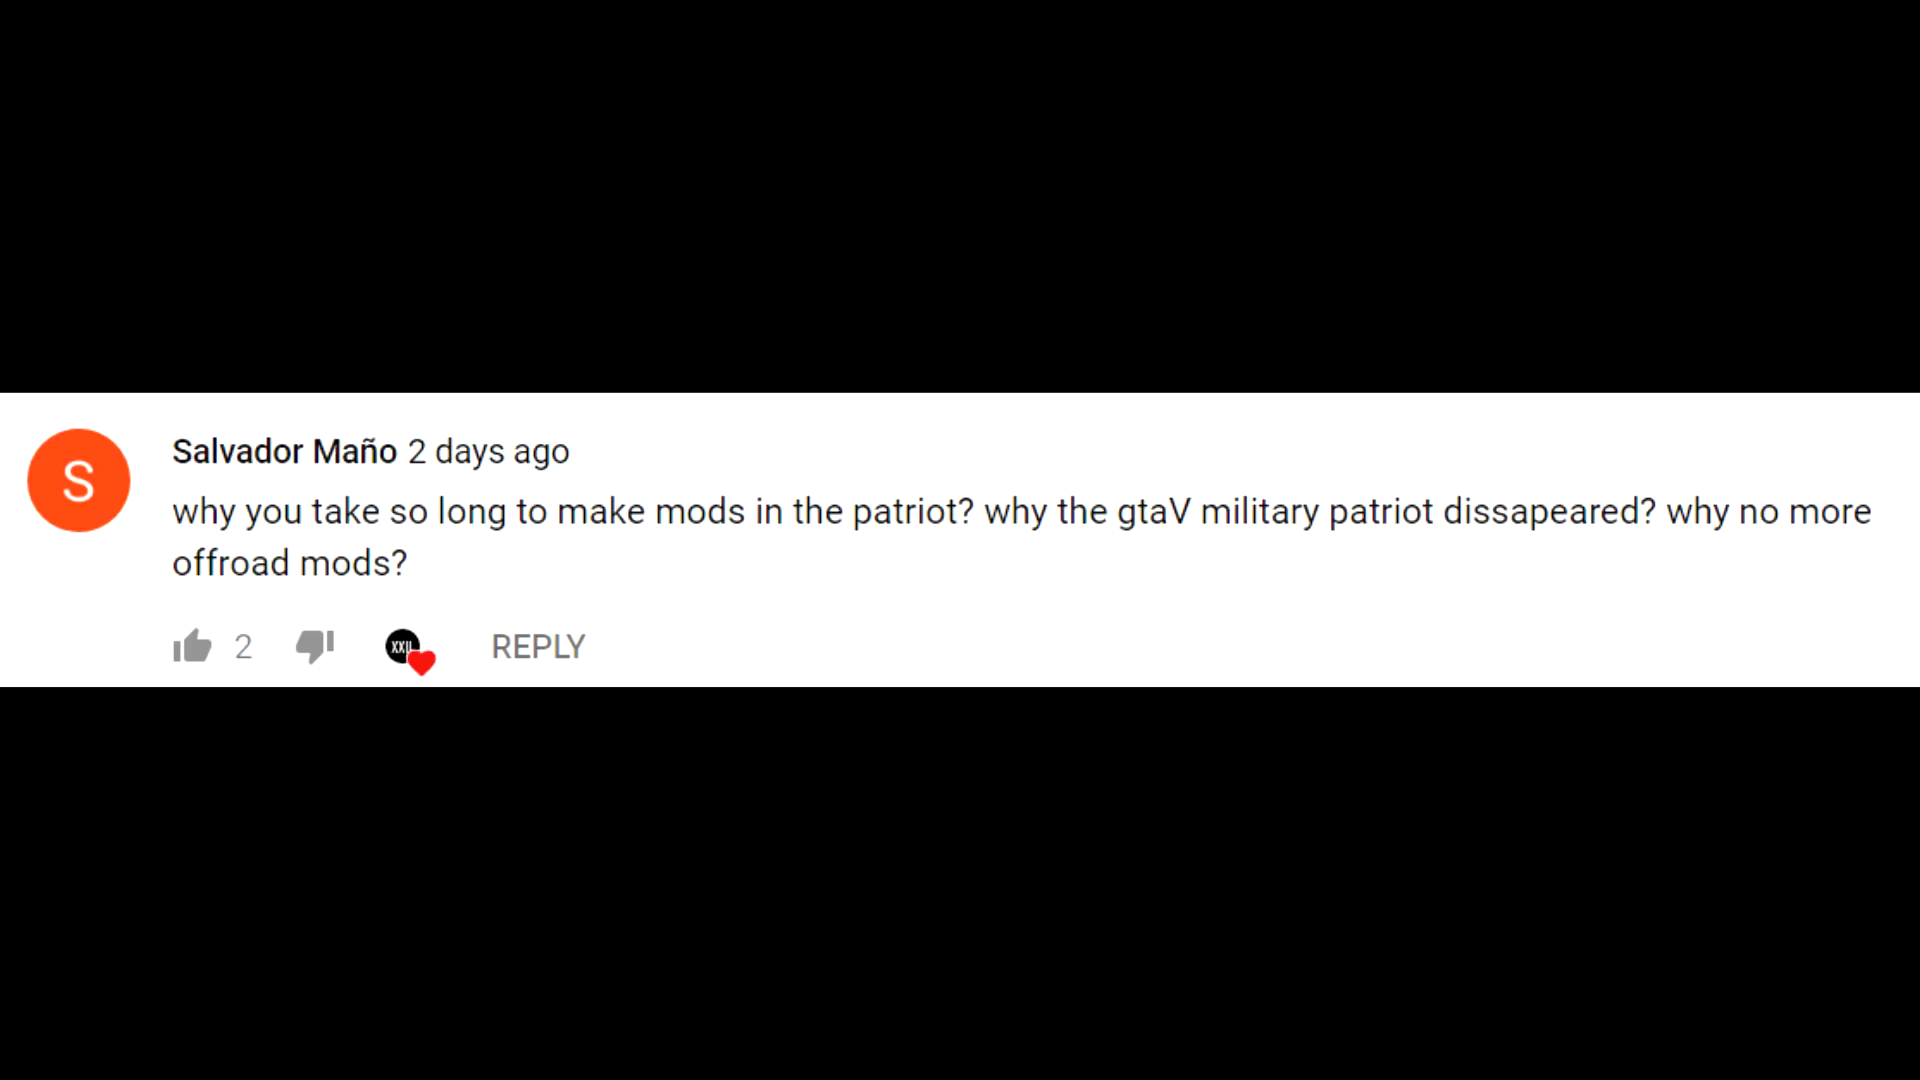 S
Salvador Maño 2 days ago
why you take so long to make mods in the patriot? why the gtaV military patriot dissapeared? why no more
offroad mods?
2
XXII
REPLY